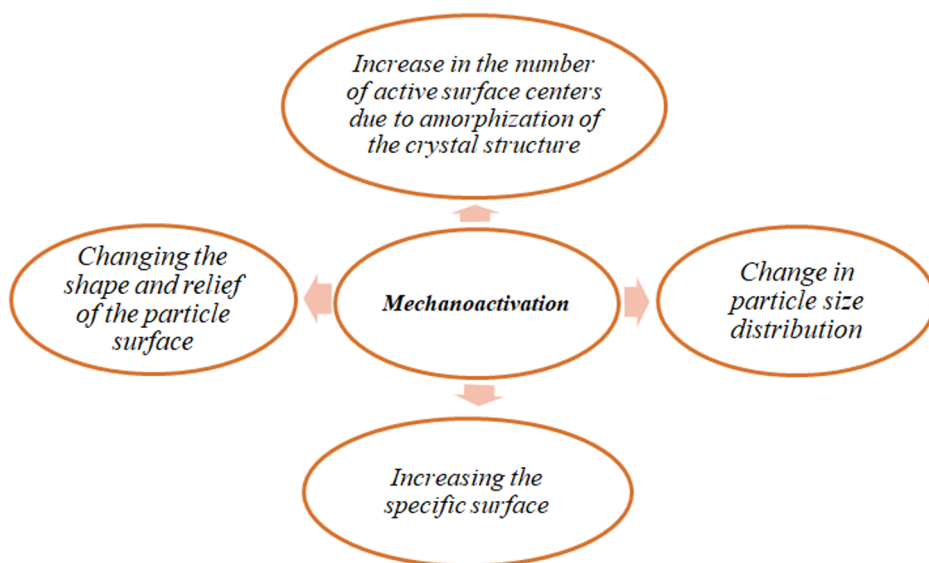 Increase in the number
of active surface centers
due to amorphization of
the crystal structure
Changing the
shape and relief
of the particle
surface
Mechanoactivation
Change in
particle size
distribution
Increasing the
specific surface